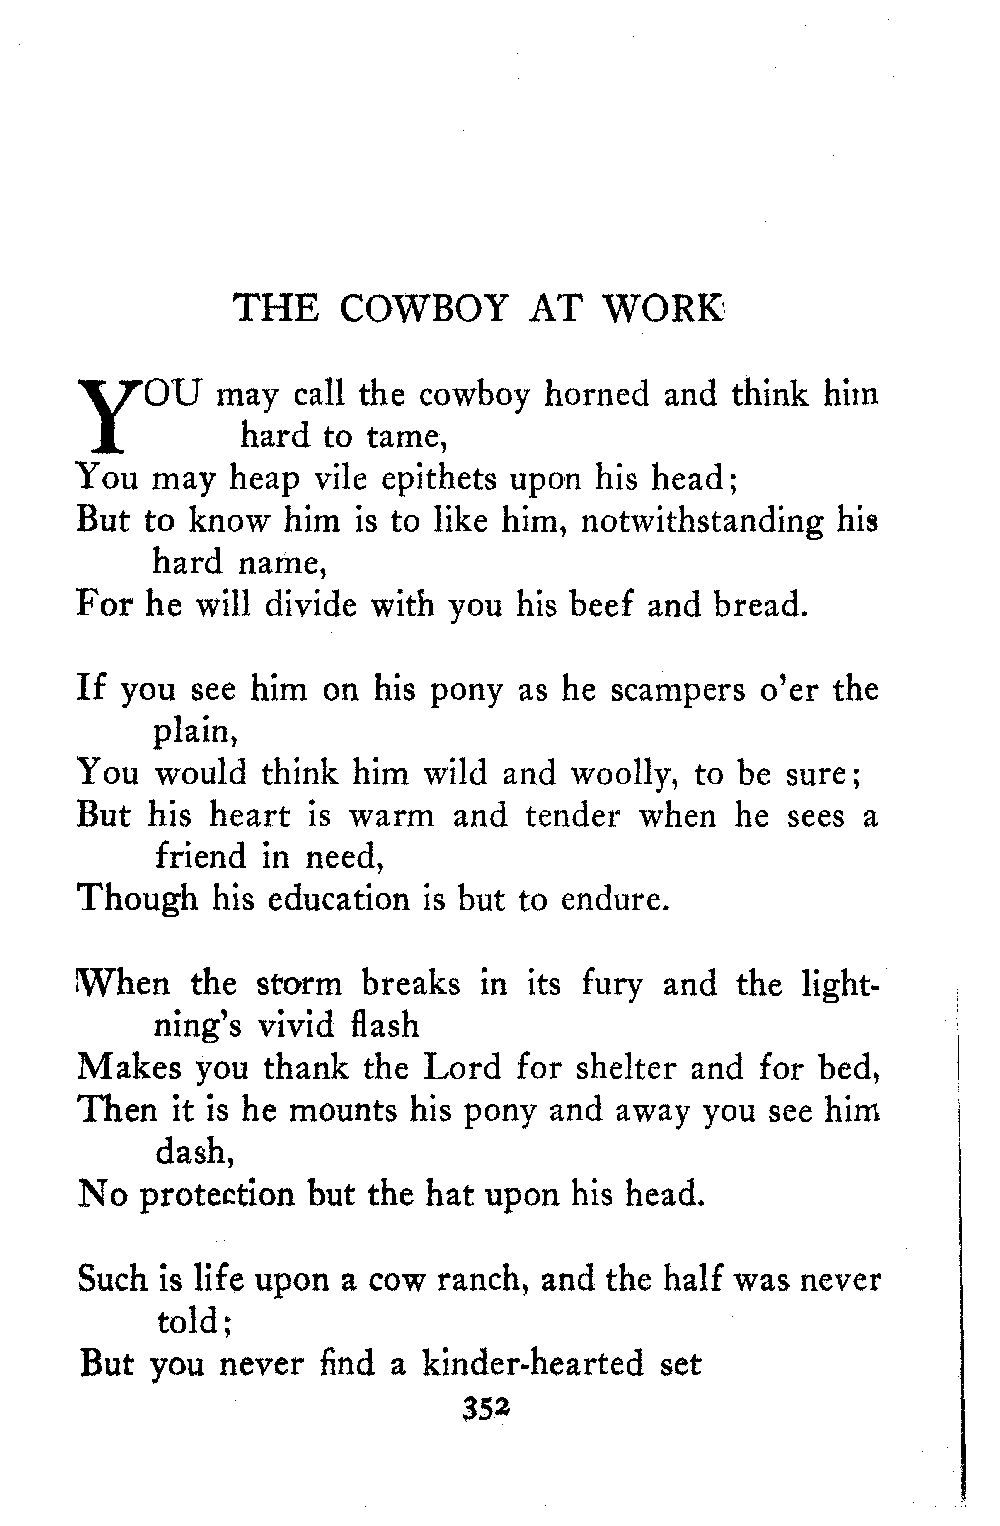 THE COWBOY AT WORK
YOU may call the cowboy horned and think him
hard to tame,
You may heap vile epithets upon his head;
But to know him is to like him, notwithstanding his
hard name,
For he will divide with you his beef and bread.
If you see him on his pony as he scampers o'er the
plain,
You would think him wild and woolly, to be sure;
But his heart is warm and tender when he sees a
friend in need,
Though his education is but to endure.
When the storm breaks in its fury and the light-
ning's vivid flash
Makes you thank the Lord for shelter and for bed,
Then it is he mounts his pony and away you see him
dash,
No protection but the hat upon his head.
Such is life upon a cow ranch, and the half was never
told;
But you never find a kinder-hearted set
352